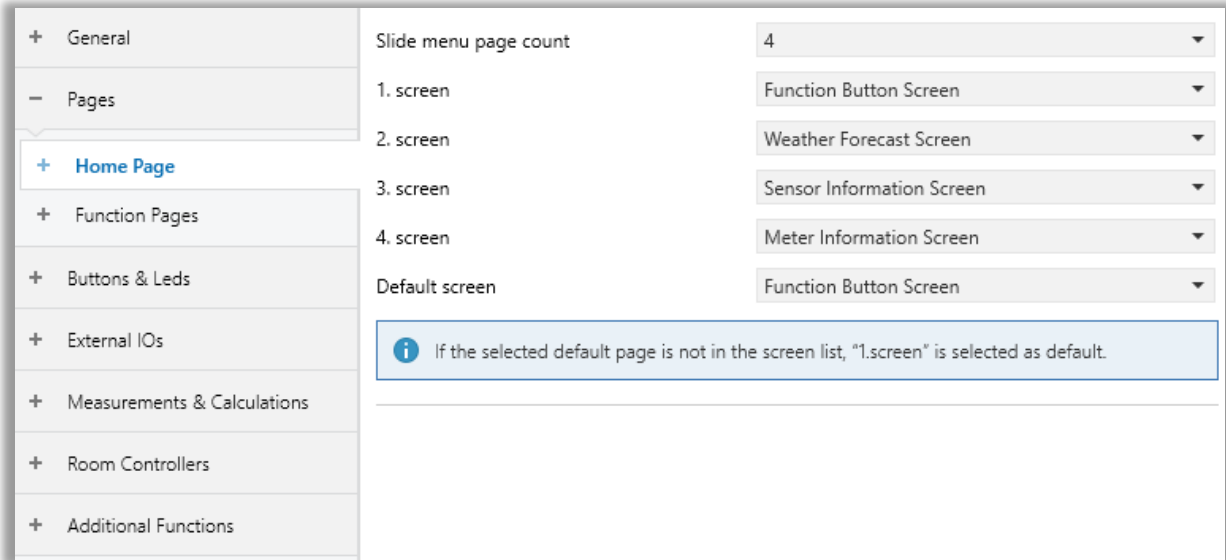 General
Pages
Home Page
Function Pages
Buttons & Leds
External IOs
Measurements & Calculations
Room Controllers
Additional Functions
Slide menu page count 4
1. screen Function Button Screen
2. screen Weather Forecast Screen
3. screen Sensor Information Screen
4. screen Meter Information Screen
Default screen Function Button Screen
If the selected default page is not in the screen list, “1.screen” is selected as default.